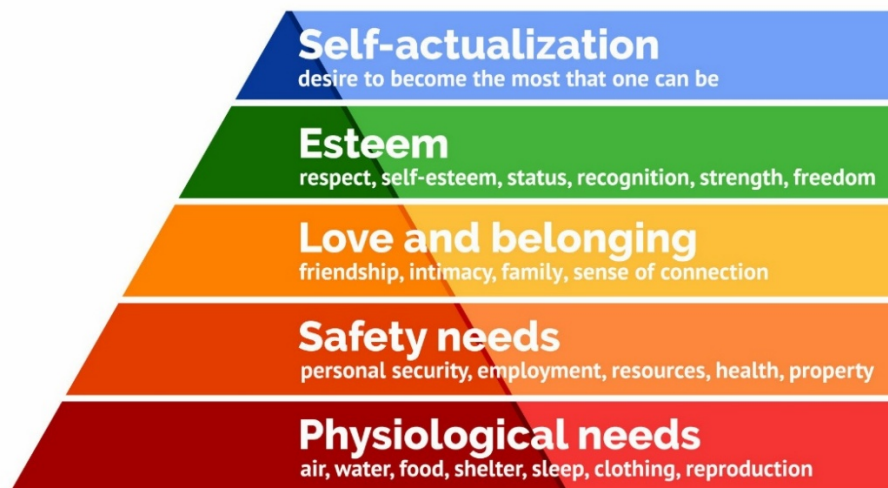 Self-actualization
desire to become the most that one can be
Esteem
respect, self-esteem, status, recognition, strength, freedom
Love and belonging
friendship, intimacy, family, sense of connection
Safety needs
personal security, employment, resources, health, property
Physiological needs
air, water, food, shelter, sleep, clothing, reproduction